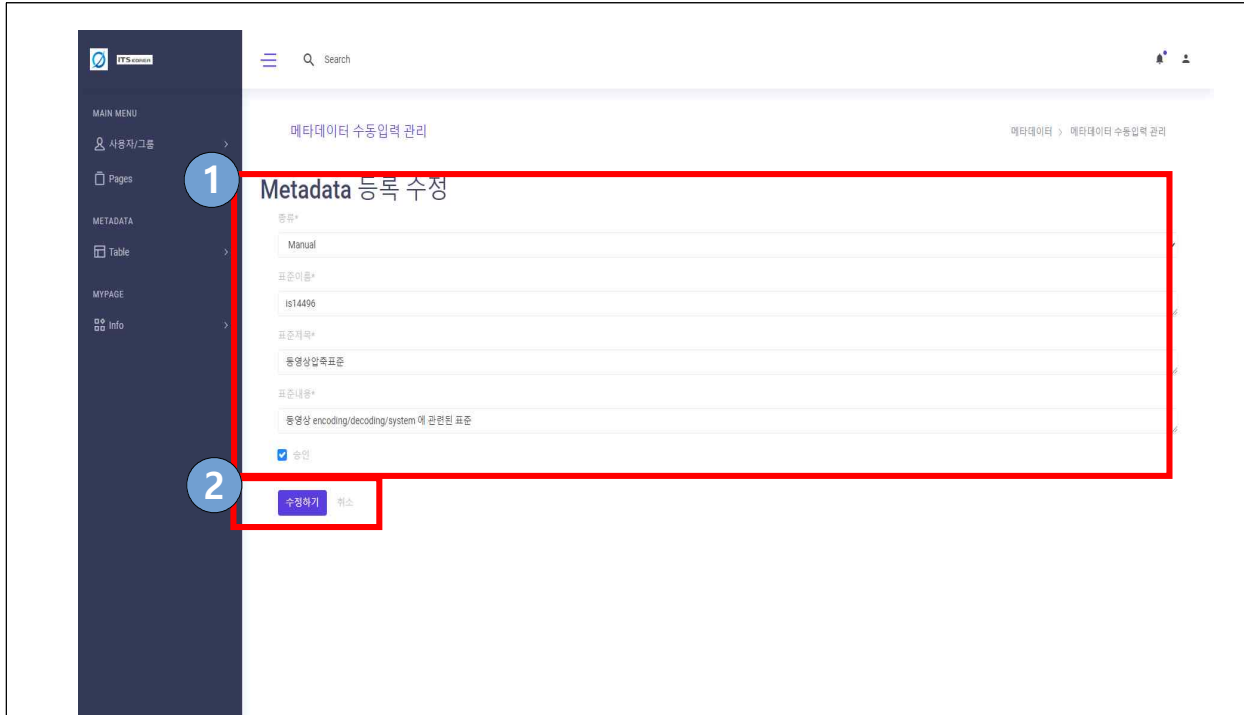 ITS KOREA
Search
MAIN MENU
사용자/그룹
Pages
METADATA
Table
MYPAGE
Info
메타데이터 수동입력 관리
메타데이터 > 메타데이터 수동입력 관리
1
Metadata 등록 수정
종류*
Manual
표준이름*
is14496
표준제목*
동영상압축표준
표준내용*
동영상 encoding/decoding/system 에 관련된 표준
승인
2
수정하기 취소